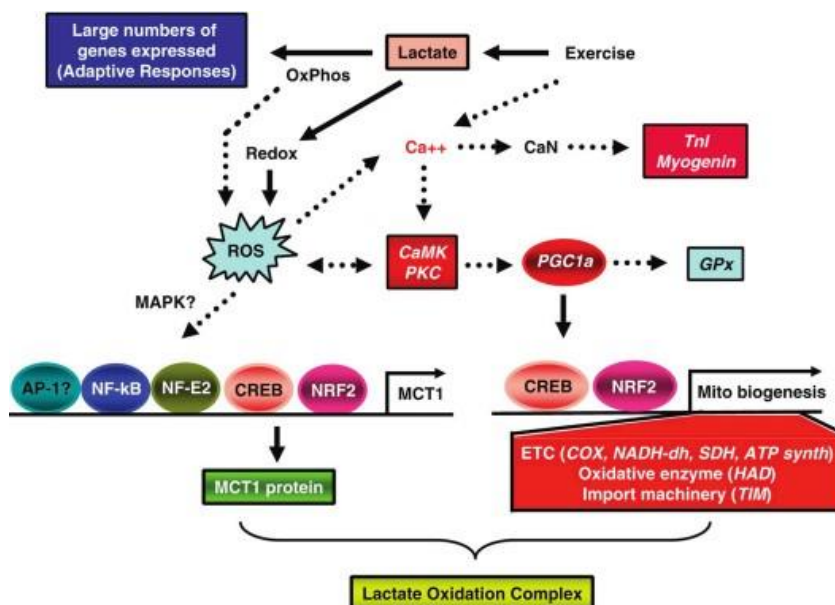 Large numbers of
genes expressed
(Adaptive Responses)
Lactate
Exercise
OxPhos
Redox
Ca++
CaN
TnI
Myogenin
ROS
CaMK
PKC
PGC1a
GPx
MAPK?
AP-1?
NF-kB
NF-E2
CREB
NRF2
MCT1
CREB
NRF2
Mito biogenesis
ETC (COX, NADH-dh, SDH, ATP synth)
Oxidative enzyme (HAD)
Import machinery (TIM)
MCT1 protein
Lactate Oxidation Complex